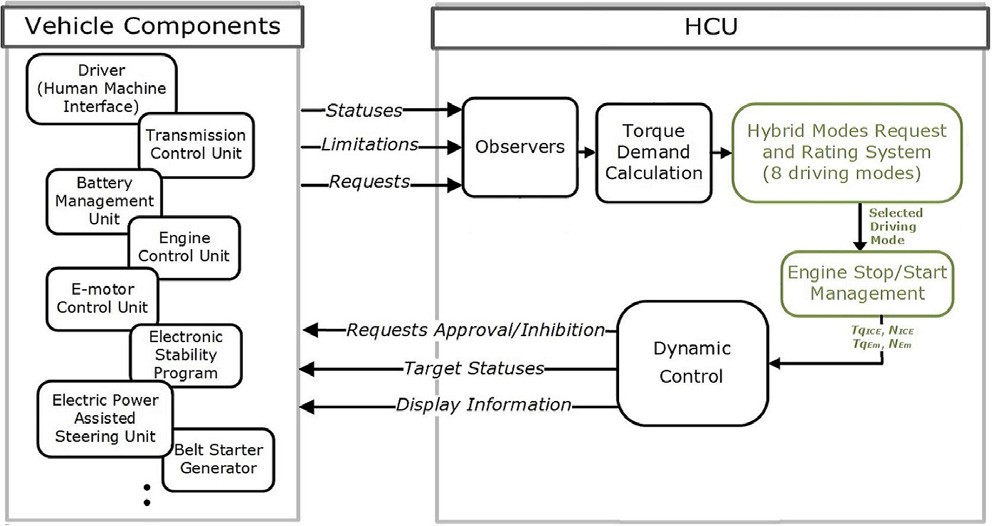 Vehicle Components
Driver
(Human Machine
Interface)
Transmission
Control Unit
Battery
Management
Unit
Engine
Control Unit
E-motor
Control Unit
Electronic
Stability
Program
Electric Power
Assisted
Steering Unit
Belt Starter
Generator
Statuses
Limitations
Requests
HCU
Observers
Torque
Demand
Calculation
Hybrid Modes Request
and Rating System
(8 driving modes)
Selected
Driving
Mode
Engine Stop/Start
Management
TqICE, NICE
TqEm, NEm
Dynamic
Control
Requests Approval/Inhibition
Target Statuses
Display Information